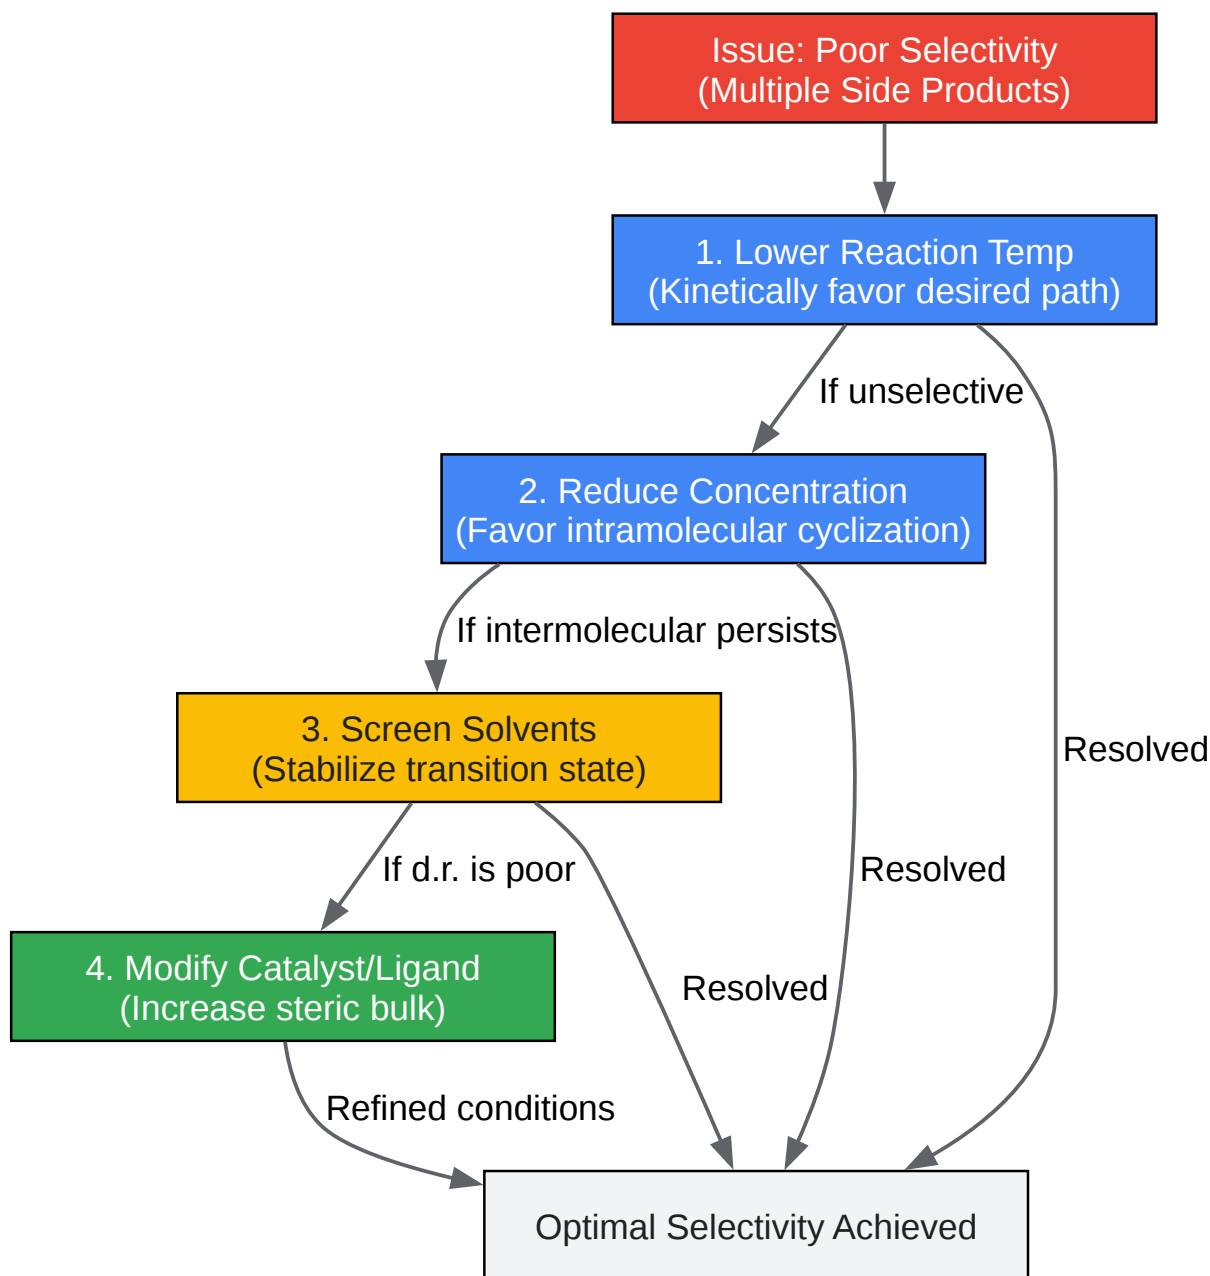 Issue: Poor Selectivity
(Multiple Side Products)
1. Lower Reaction Temp
(Kinetically favor desired path)
If unselective
2. Reduce Concentration
(Favor intramolecular cyclization)
If intermolecular persists
3. Screen Solvents
(Stabilize transition state)
Resolved
If d.r. is poor
Resolved
4. Modify Catalyst/Ligand
(Increase steric bulk)
Resolved
Refined conditions
Optimal Selectivity Achieved